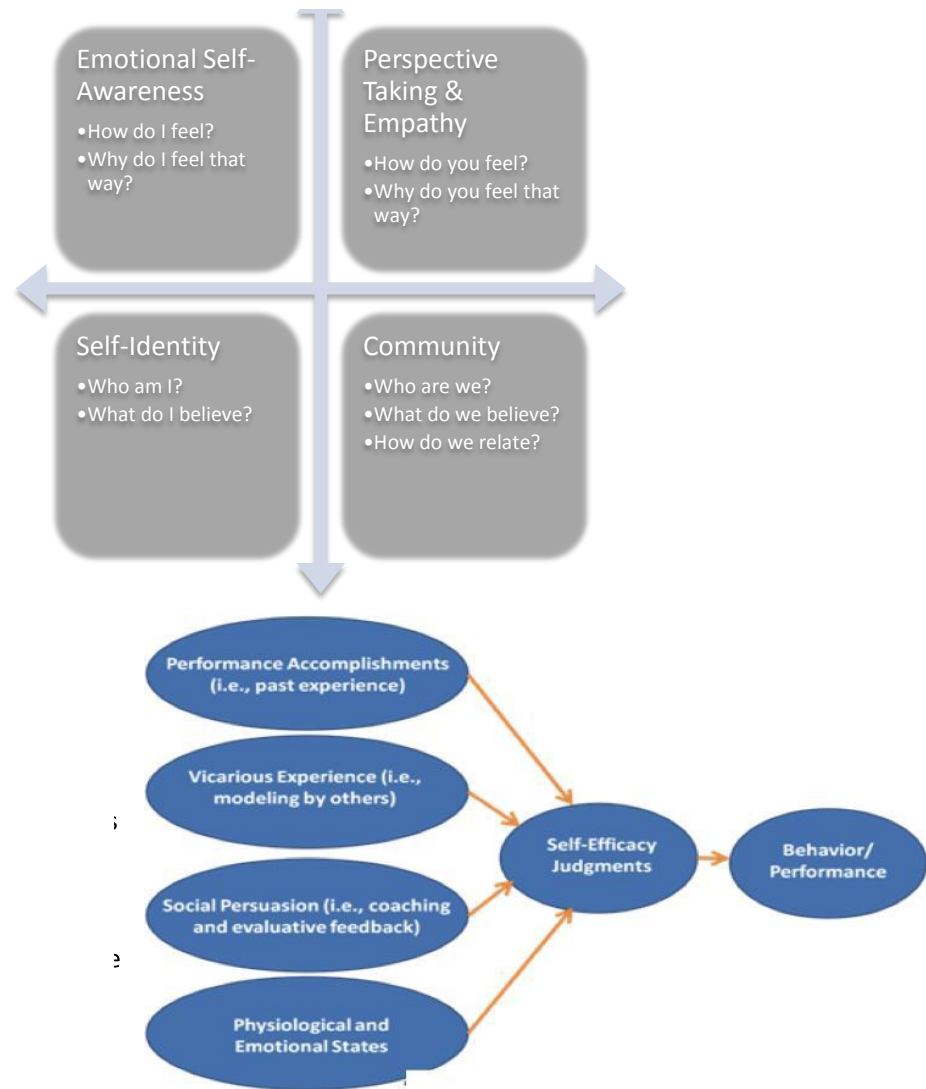 Emotional Self-
Awareness
•How do I feel?
•Why do I feel that
way?
Perspective
Taking &
Empathy
•How do you feel?
•Why do you feel that
way?
Self-Identity
•Who am I?
•What do I believe?
Community
•Who are we?
•What do we believe?
•How do we relate?
Performance Accomplishments
(i.e., past experience)
Vicarious Experience (i.e.,
modeling by others)
Social Persuasion (i.e., coaching
and evaluative feedback)
Physiological and
Emotional States
Self-Efficacy
Judgments
Behavior/
Performance